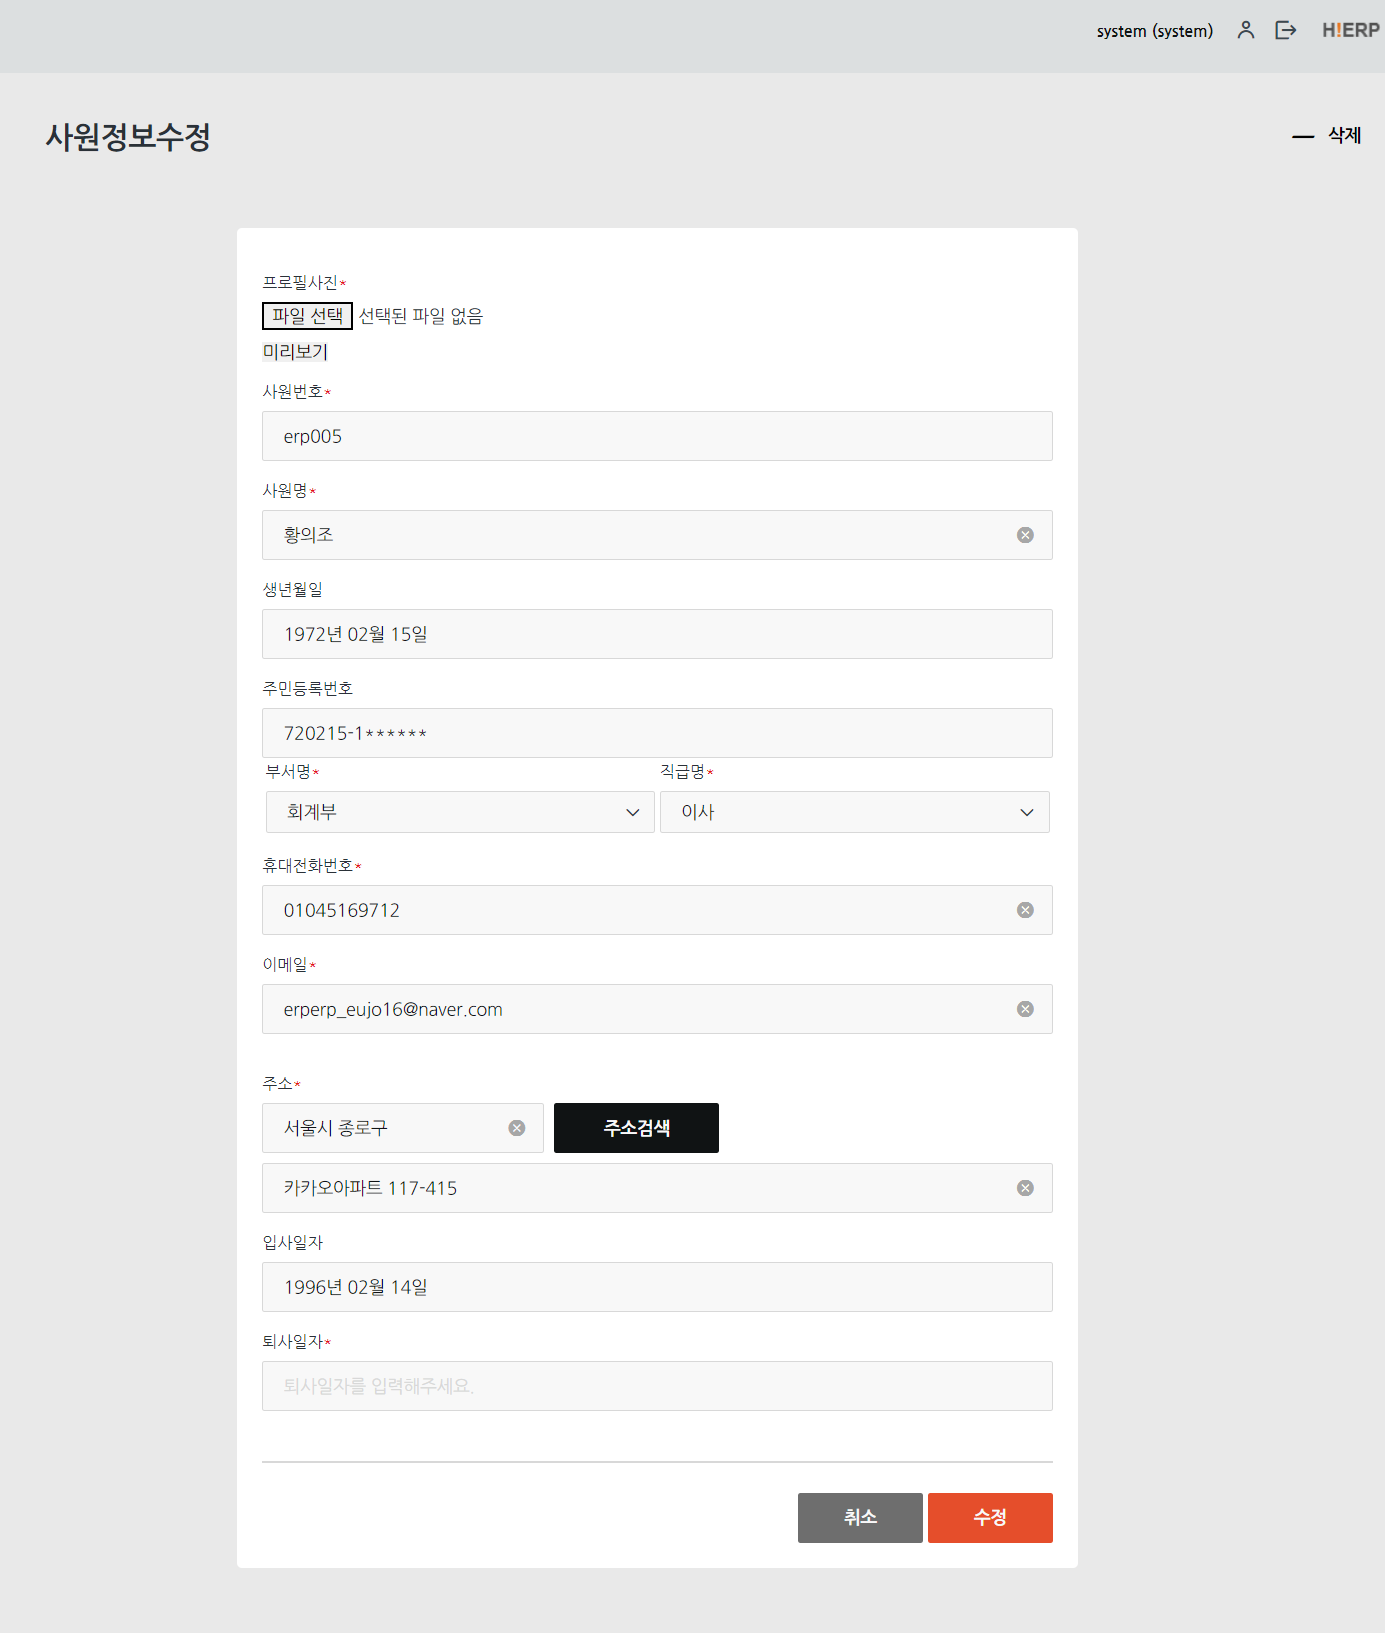 system (system) H!ERP
사원정보수정
삭제
프로필사진*
파일 선택 선택된 파일 없음
미리보기
사원번호*
erp005
사원명*
황의조
생년월일
1972년 02월 15일
주민등록번호
720215-1******
부서명* 직급명*
회계부 이사
휴대전화번호*
01045169712
이메일*
erperp_eujo16@naver.com
주소*
서울시 종로구 주소검색
카카오아파트 117-415
입사일자
1996년 02월 14일
퇴사일자*
퇴사일자를 입력해주세요.
취소 수정